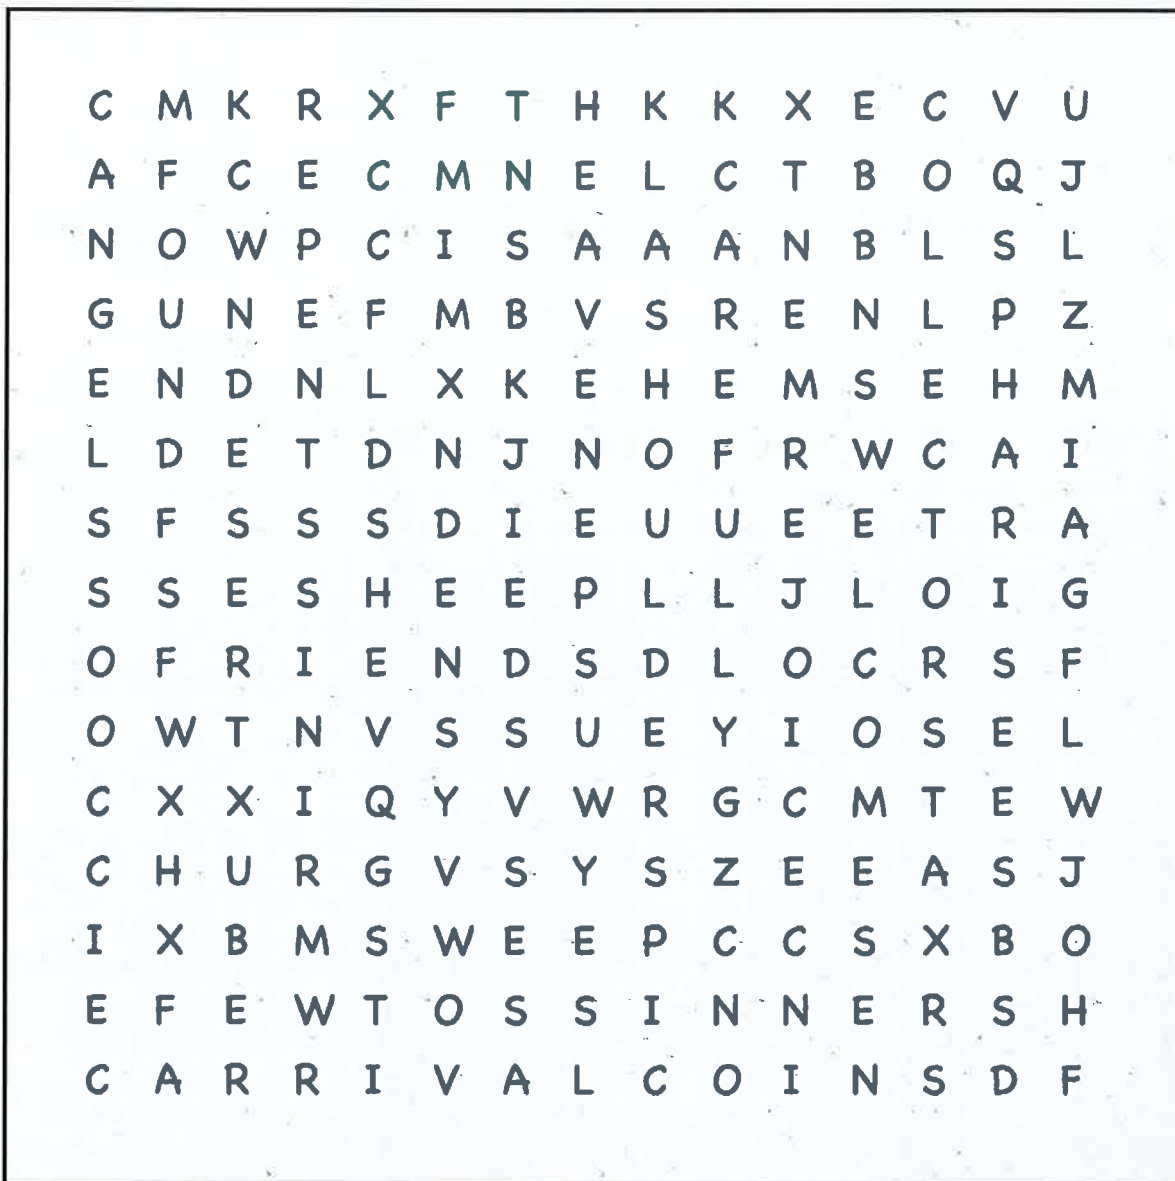 C M K R X F T H K K X E C V U
A F C E C M N E L C T B O Q J
N O W P C I S A A A N B L S L
G U N E F M B V S R E N L P Z
E N D N L X K E H E M S E H M
L D E T D N J N O F R W C A I
S F S S S D I E U U E E T R A
S S E S H E E P L L J L O I G
O F R I E N D S D L O C R S F
O W T N V S S U E Y I O S E L
C X X I Q Y V W R G C M T E W
C H U R G V S Y S Z E E A S J
I X B M S W E E P C C S X B O
E F E W T O S S I N N E R S H
C A R R I V A L C O I N S D F